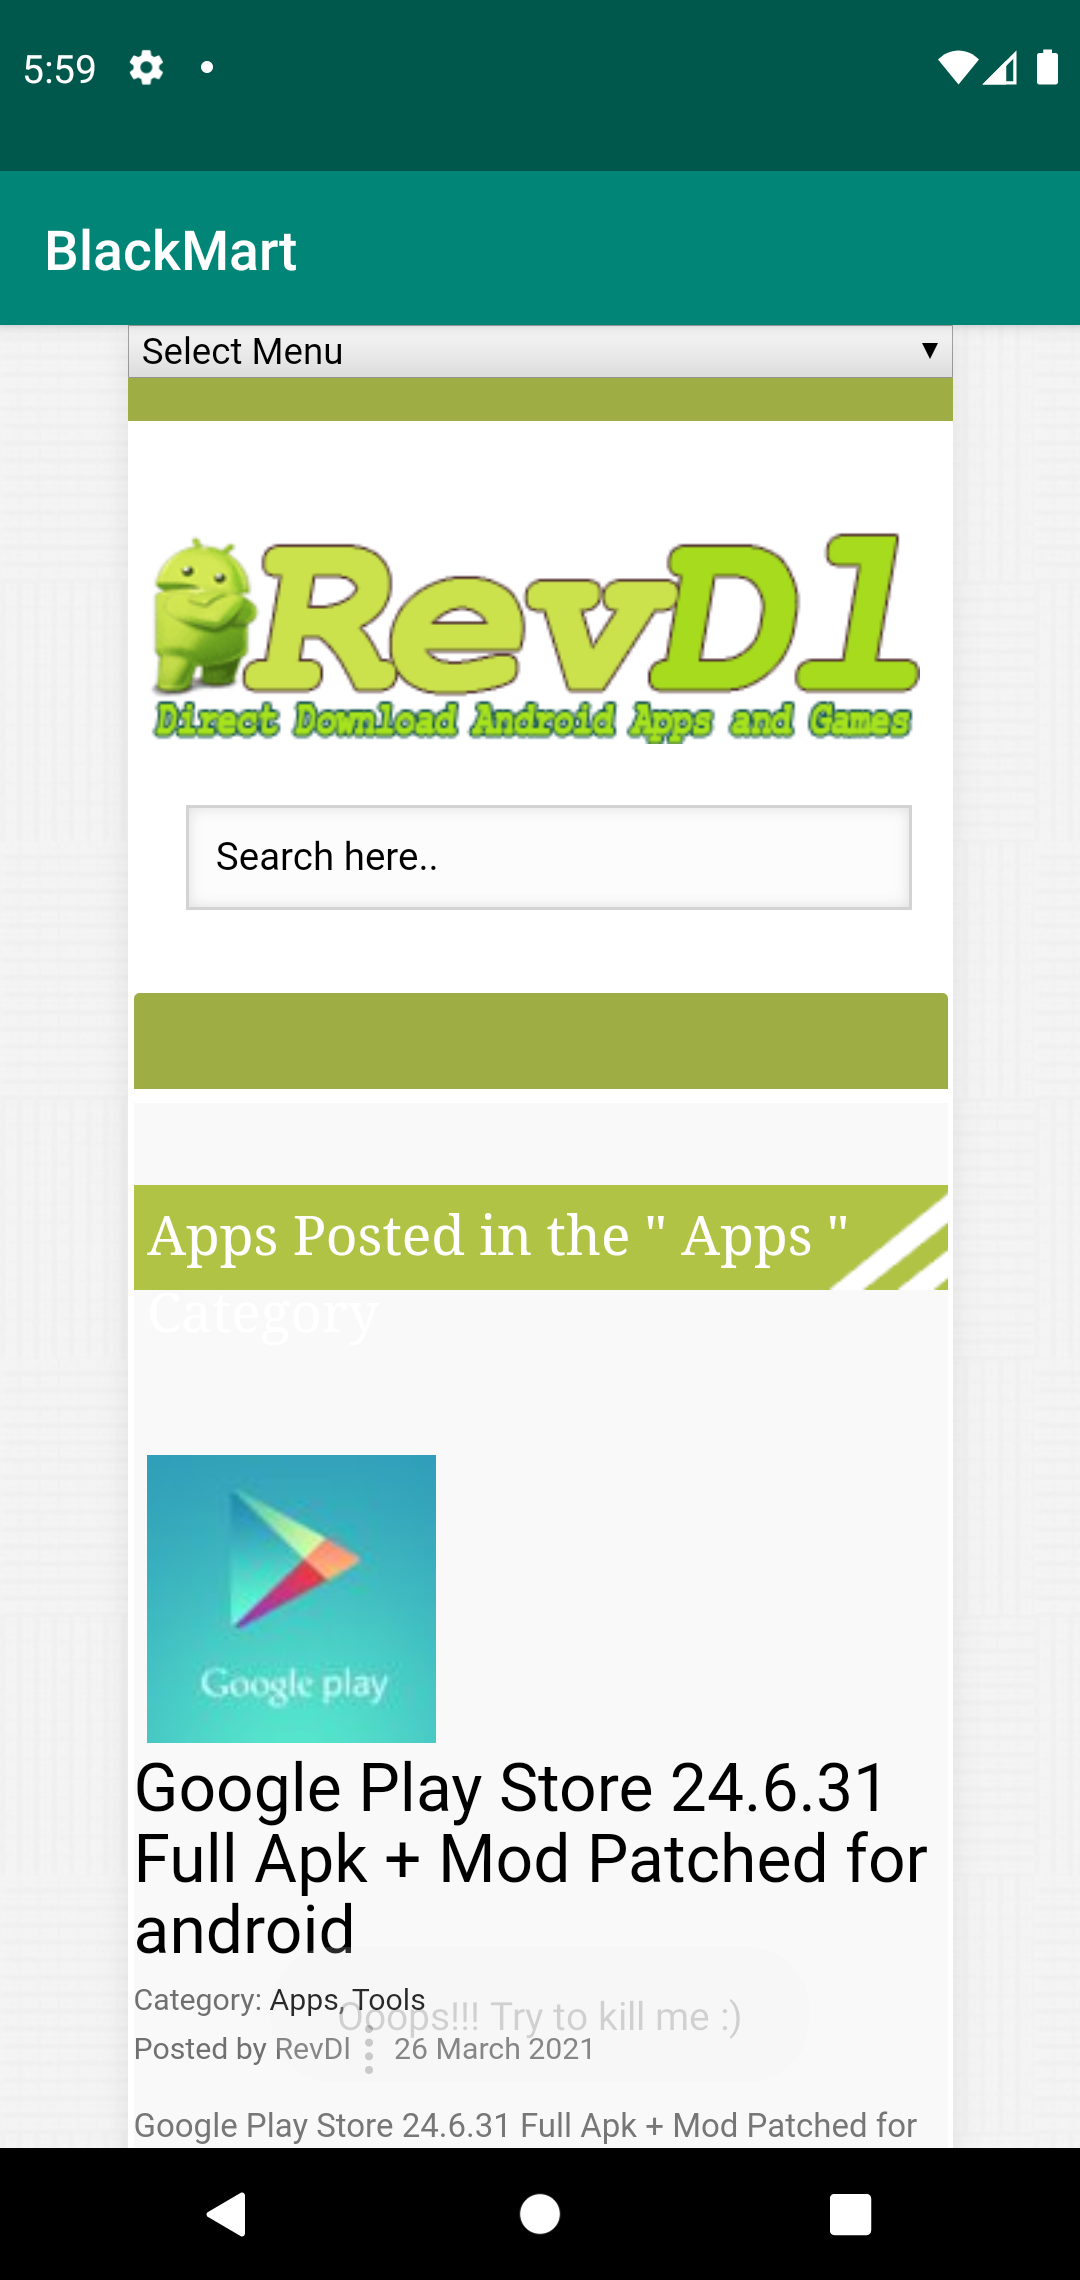 5:59
BlackMart
Select Menu
RevDl
Direct Download Android Apps and Games
Search here..
Apps Posted in the " Apps "
Category
Google play
Google Play Store 24.6.31
Full Apk + Mod Patched for
android
Category: Apps, Tools
Ooops!!! Try to kill me :)
Posted by RevDl
26 March 2021
Google Play Store 24.6.31 Full Apk + Mod Patched for